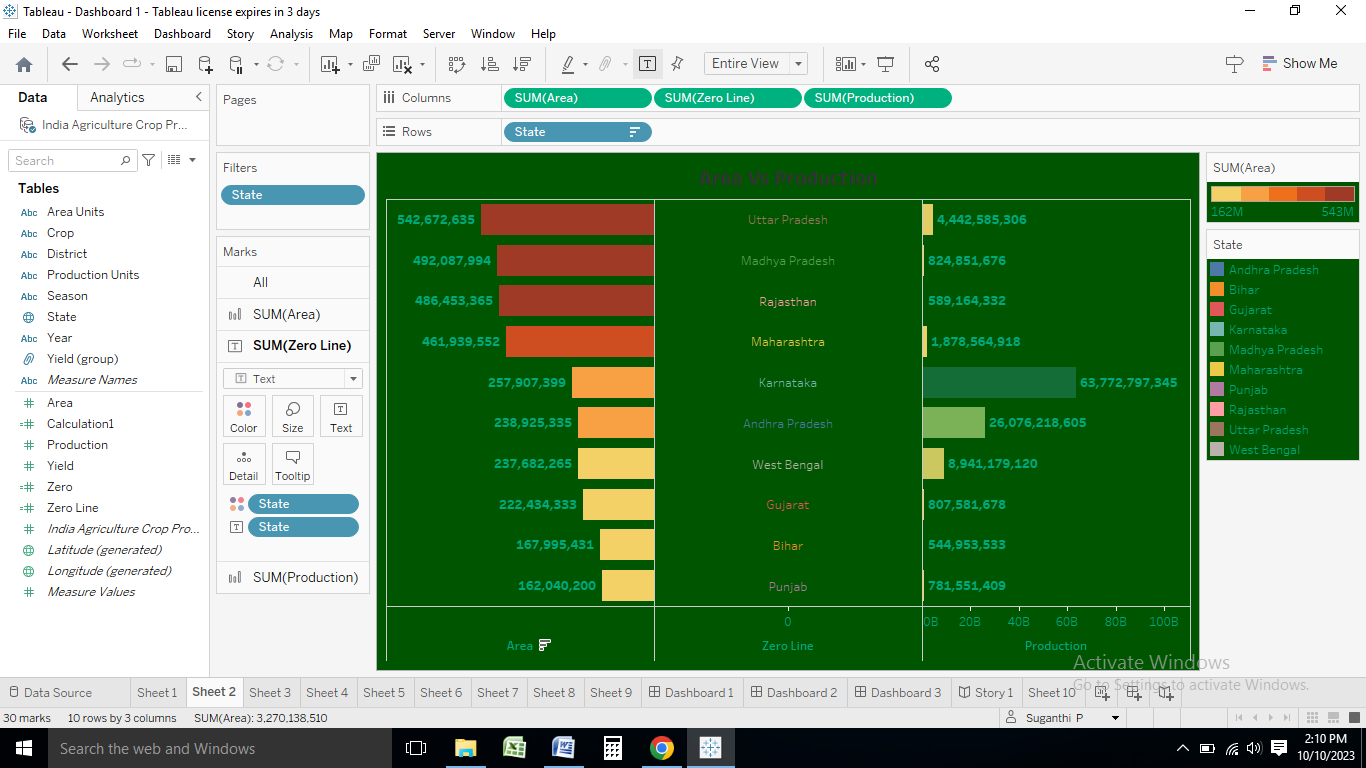 Tableau - Dashboard 1 - Tableau license expires in 3 days
File Data Worksheet Dashboard Story Analysis Map Format Server Window Help
Entire View Show Me
Data Analytics
India Agriculture Crop Pr...
Search
Tables
Abc Area Units
Abc Crop
Abc District
Abc Production Units
Abc Season
State
Abc Year
Yield (group)
Abc Measure Names
# Area
=# Calculation1
# Production
# Yield
=# Zero
=# Zero Line
# India Agriculture Crop Pro...
Latitude (generated)
Longitude (generated)
# Measure Values
Pages
Filters
State
Marks
All
SUM(Area)
SUM(Zero Line)
Text
Color Size Text
Detail Tooltip
State
State
SUM(Production)
Columns SUM(Area) SUM(Zero Line) SUM(Production)
Rows State
Area Vs Production
542,672,635 Uttar Pradesh 4,442,585,306
492,087,994 Madhya Pradesh 824,851,676
486,453,365 Rajasthan 589,164,332
461,939,552 Maharashtra 1,878,564,918
257,907,399 Karnataka 63,772,797,345
238,925,335 Andhra Pradesh 26,076,218,605
237,682,265 West Bengal 8,941,179,120
222,434,333 Gujarat 807,581,678
167,995,431 Bihar 544,953,533
162,040,200 Punjab 781,551,409
0 0B 20B 40B 60B 80B 100B
Area Zero Line Production
SUM(Area)
162M 543M
State
Andhra Pradesh
Bihar
Gujarat
Karnataka
Madhya Pradesh
Maharashtra
Punjab
Rajasthan
Uttar Pradesh
West Bengal
Activate Windows
Go to Settings to activate Windows.
Data Source Sheet 1 Sheet 2 Sheet 3 Sheet 4 Sheet 5 Sheet 6 Sheet 7 Sheet 8 Sheet 9 Dashboard 1 Dashboard 2 Dashboard 3 Story 1 Sheet 10
30 marks 10 rows by 3 columns SUM(Area): 3,270,138,510 Suganthi P
Search the web and Windows
2:10 PM
10/10/2023